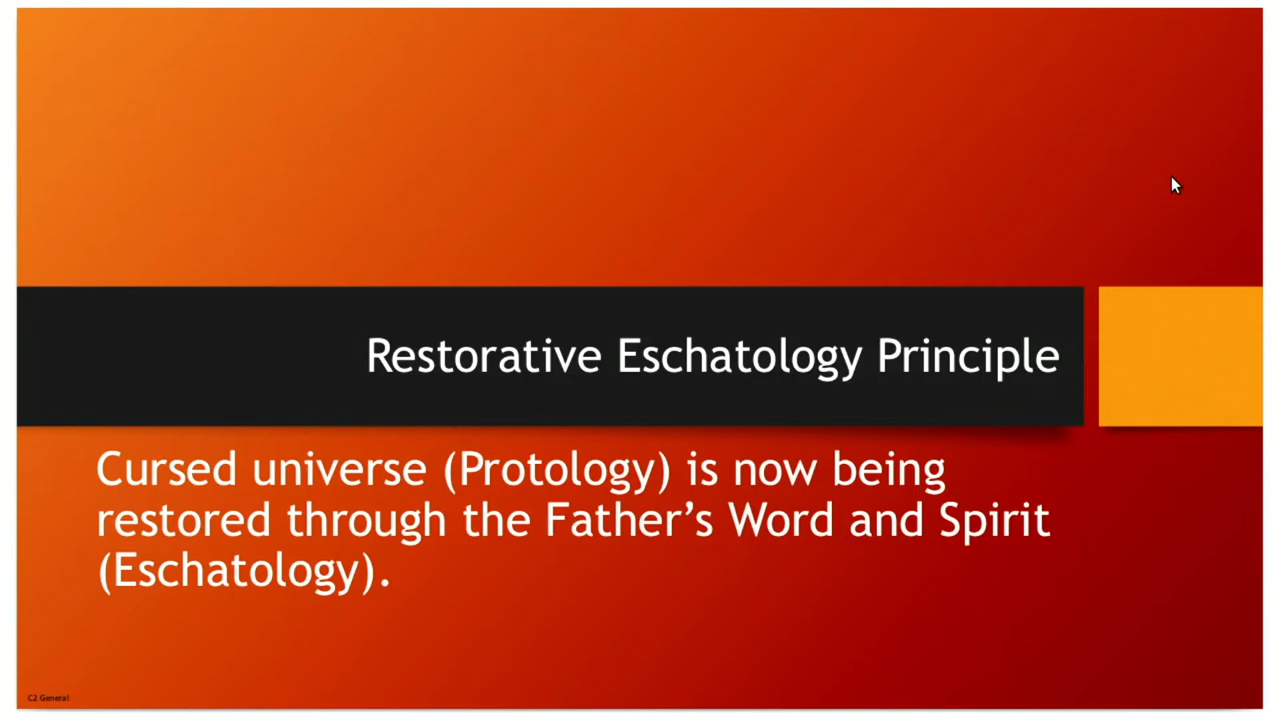 Restorative Eschatology Principle
Cursed universe (Protology) is now being
restored through the Father’s Word and Spirit
(Eschatology).
C2 General